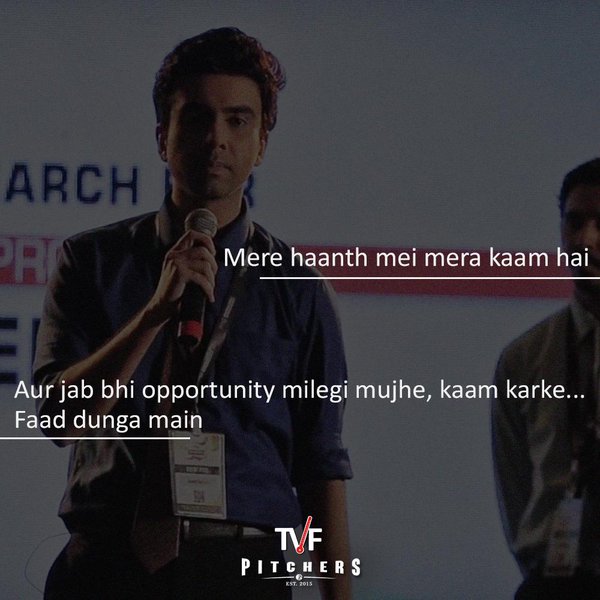 ARCH F R
PR
E
Mere haanth mei mera kaam hai
Aur jab bhi opportunity milegi mujhe, kaam karke...
Faad dunga main
TVF
PITCHERS
EST. 2015